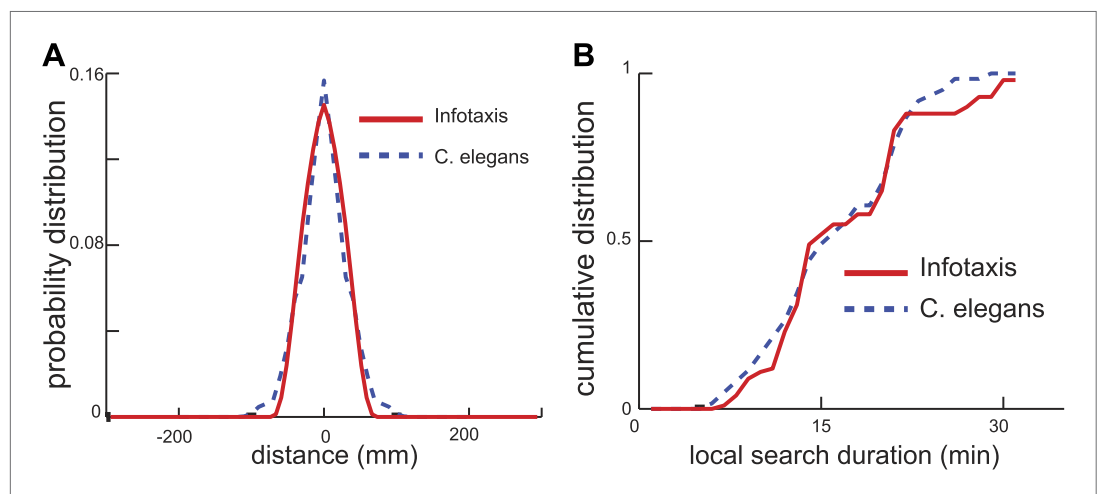 A
B
probability distribution
0.16
0.08
0
Infotaxis
C. elegans
-200
0
200
distance (mm)
cumulative distribution
1
0.5
0
Infotaxis
C. elegans
0
15
30
local search duration (min)